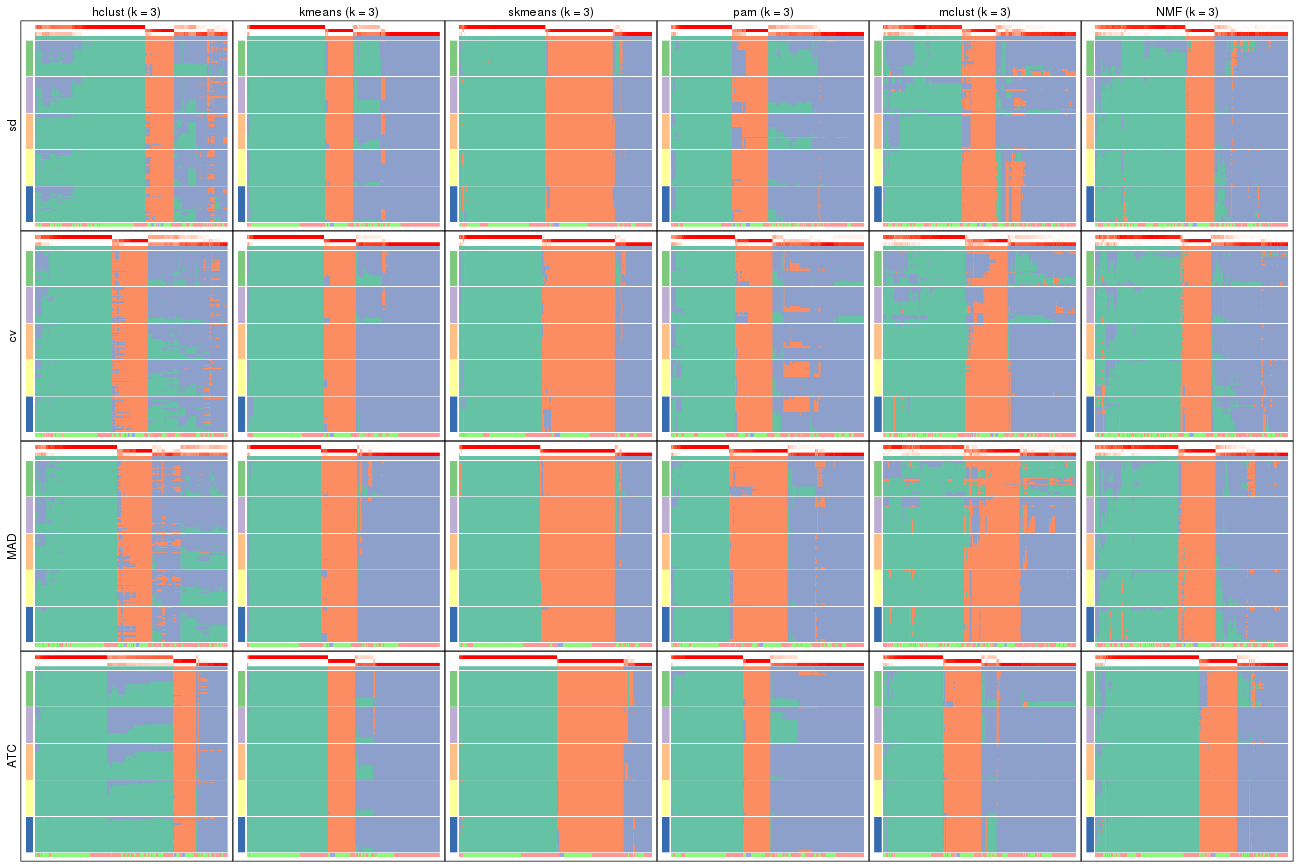 hclust (k = 3) kmeans (k = 3) skmeans (k = 3) pam (k = 3) mclust (k = 3) NMF (k = 3)
sd
cv
MAD
ATC